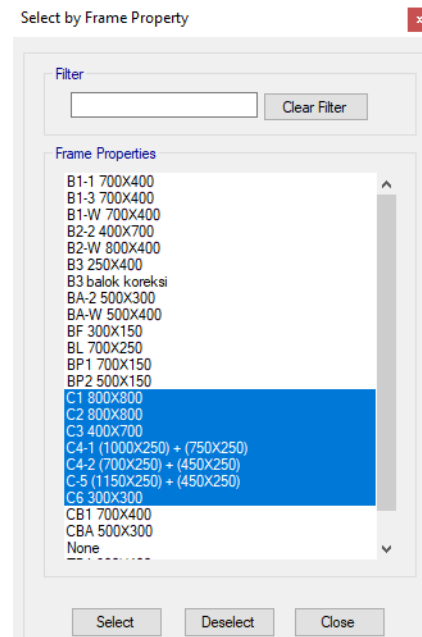 Select by Frame Property
x
Filter
Clear Filter
Frame Properties
B1-1 700X400
B1-3 700X400
B1-W 700X400
B2-2 400X700
B2-W 800X400
B3 250X400
B3 balok koreksi
BA-2 500X300
BA-W 500X400
BF 300X150
BL 700X250
BP1 700X150
BP2 500X150
C1 800X800
C2 800X800
C3 400X700
C4-1 (1000X250) + (750X250)
C4-2 (700X250) + (450X250)
C-5 (1150X250) + (450X250)
C6 300X300
CB1 700X400
CBA 500X300
None
Select Deselect Close